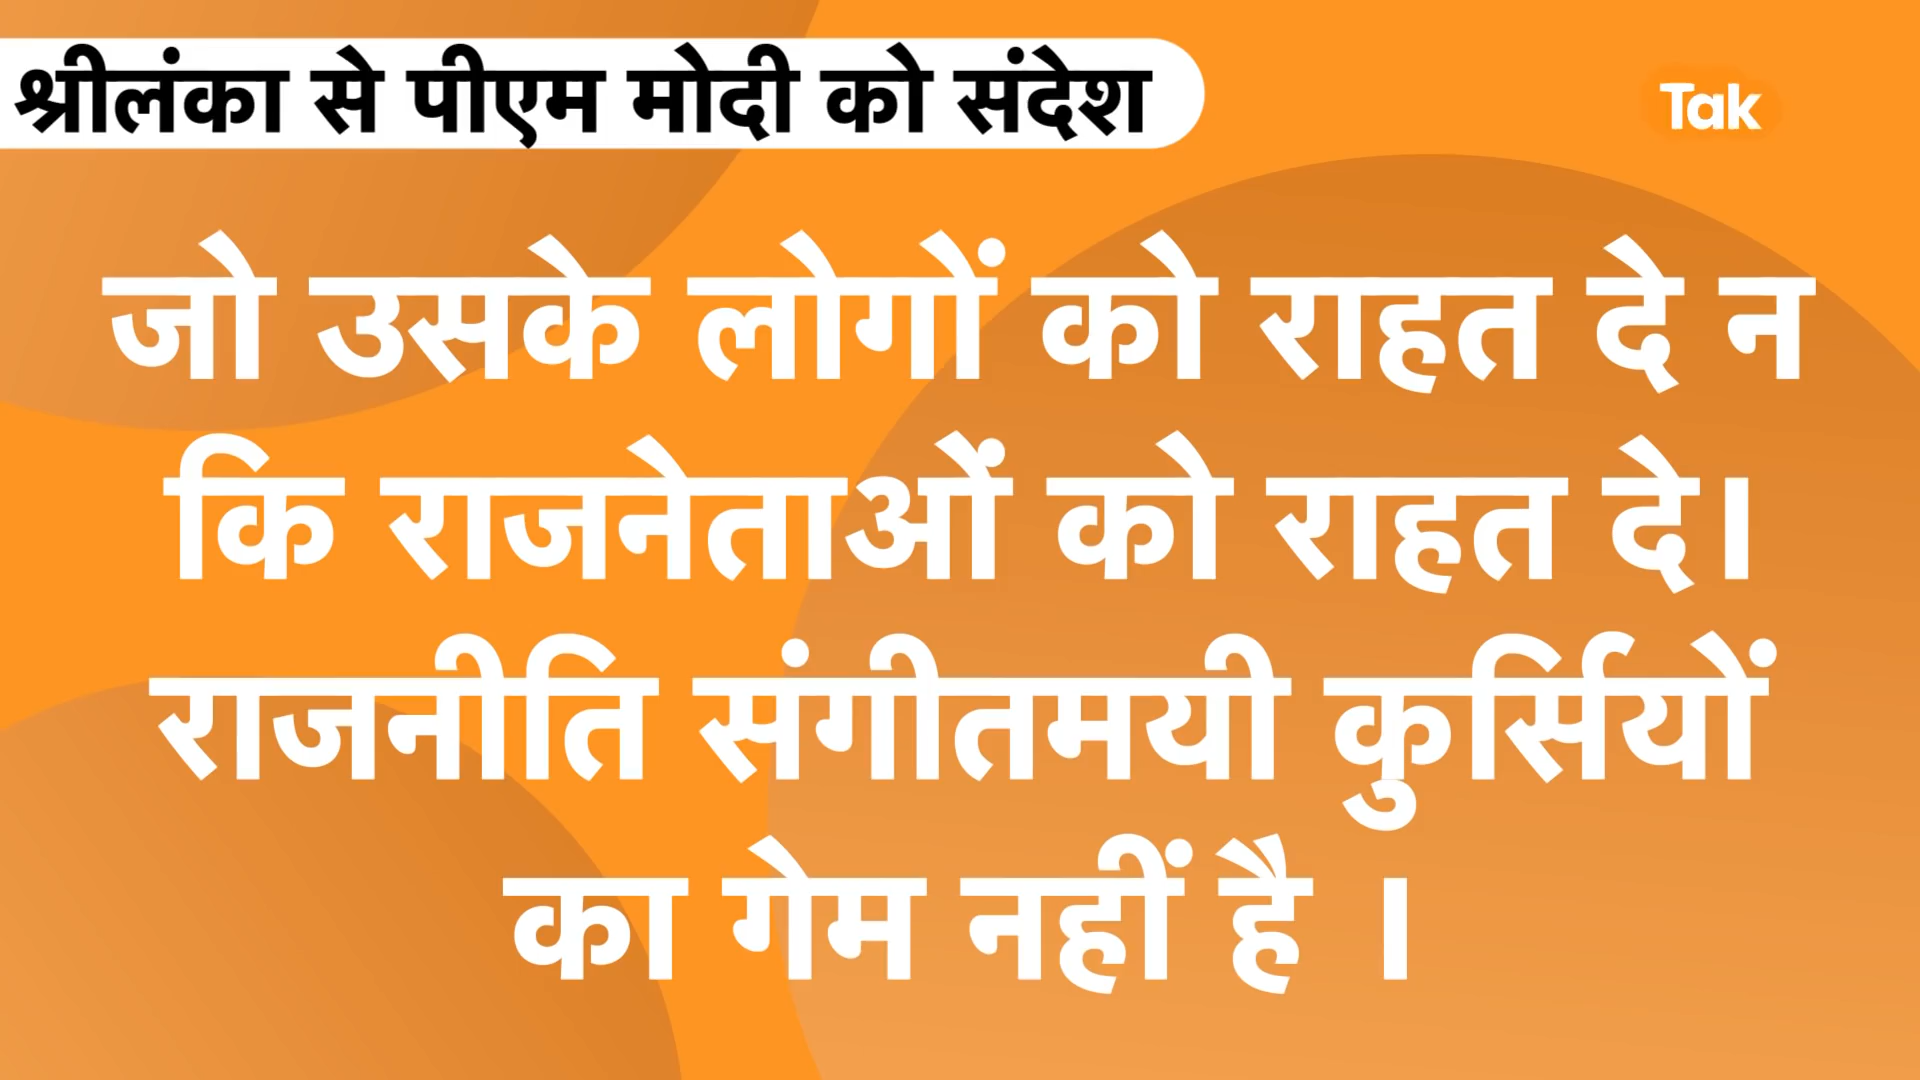 श्रीलंका से पीएम मोदी को संदेश
Tak
जो उसके लोगों को राहत दे न
कि राजनेताओं को राहत दे।
राजनीति संगीतमयी कुर्सियों
का गेम नहीं है ।